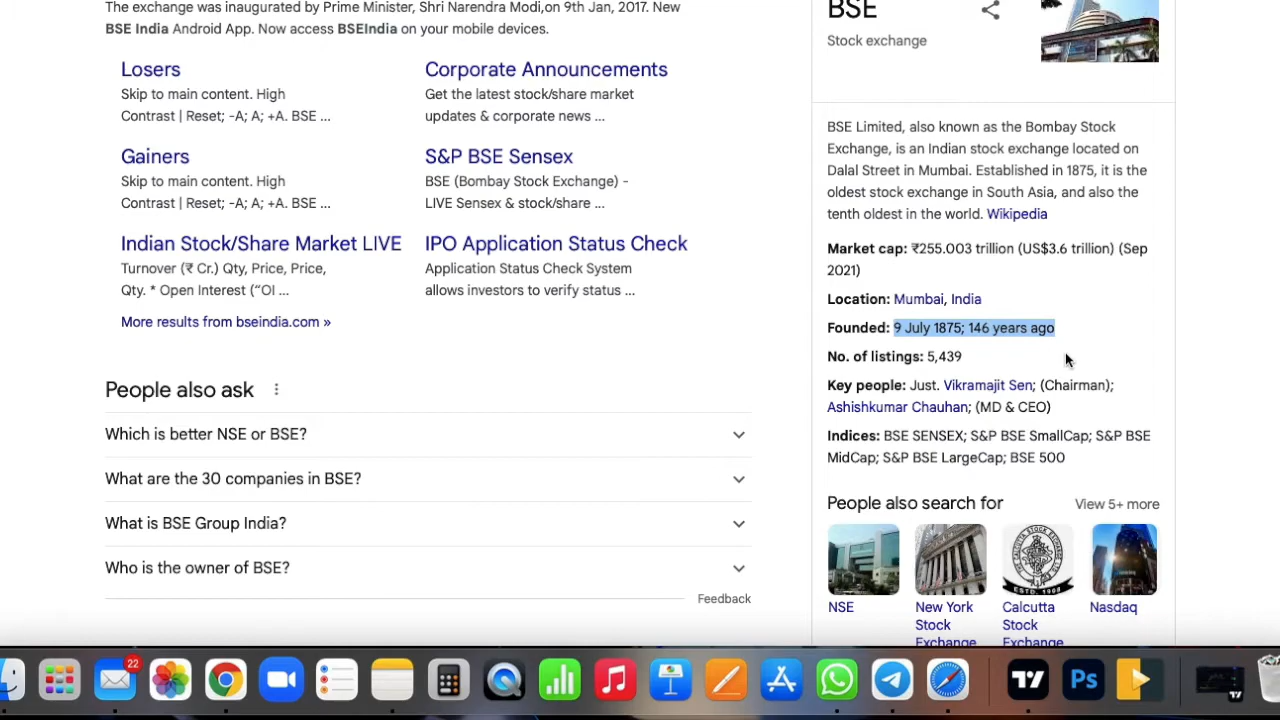 The exchange was inaugurated by Prime Minister, Shri Narendra Modi,on 9th Jan, 2017. New
BSE India Android App. Now access BSEIndia on your mobile devices.
Losers
Skip to main content. High
Contrast | Reset; -A; A; +A. BSE ...
Corporate Announcements
Get the latest stock/share market
updates & corporate news ...
Gainers
Skip to main content. High
Contrast | Reset; -A; A; +A. BSE ...
S&P BSE Sensex
BSE (Bombay Stock Exchange) -
LIVE Sensex & stock/share ...
Indian Stock/Share Market LIVE
Turnover (₹ Cr.) Qty, Price, Price,
Qty. * Open Interest (“OI ...
IPO Application Status Check
Application Status Check System
allows investors to verify status ...
More results from bseindia.com »
People also ask
Which is better NSE or BSE?
What are the 30 companies in BSE?
What is BSE Group India?
Who is the owner of BSE?
Feedback
BSE
Stock exchange
BSE Limited, also known as the Bombay Stock
Exchange, is an Indian stock exchange located on
Dalal Street in Mumbai. Established in 1875, it is the
oldest stock exchange in South Asia, and also the
tenth oldest in the world. Wikipedia
Market cap: ₹255.003 trillion (US$3.6 trillion) (Sep
2021)
Location: Mumbai, India
Founded: 9 July 1875; 146 years ago
No. of listings: 5,439
Key people: Just. Vikramajit Sen; (Chairman);
Ashishkumar Chauhan; (MD & CEO)
Indices: BSE SENSEX; S&P BSE SmallCap; S&P BSE
MidCap; S&P BSE LargeCap; BSE 500
People also search for
View 5+ more
NSE
New York
Stock
Exchange
Calcutta
Stock
Exchange
Nasdaq
22
Ps